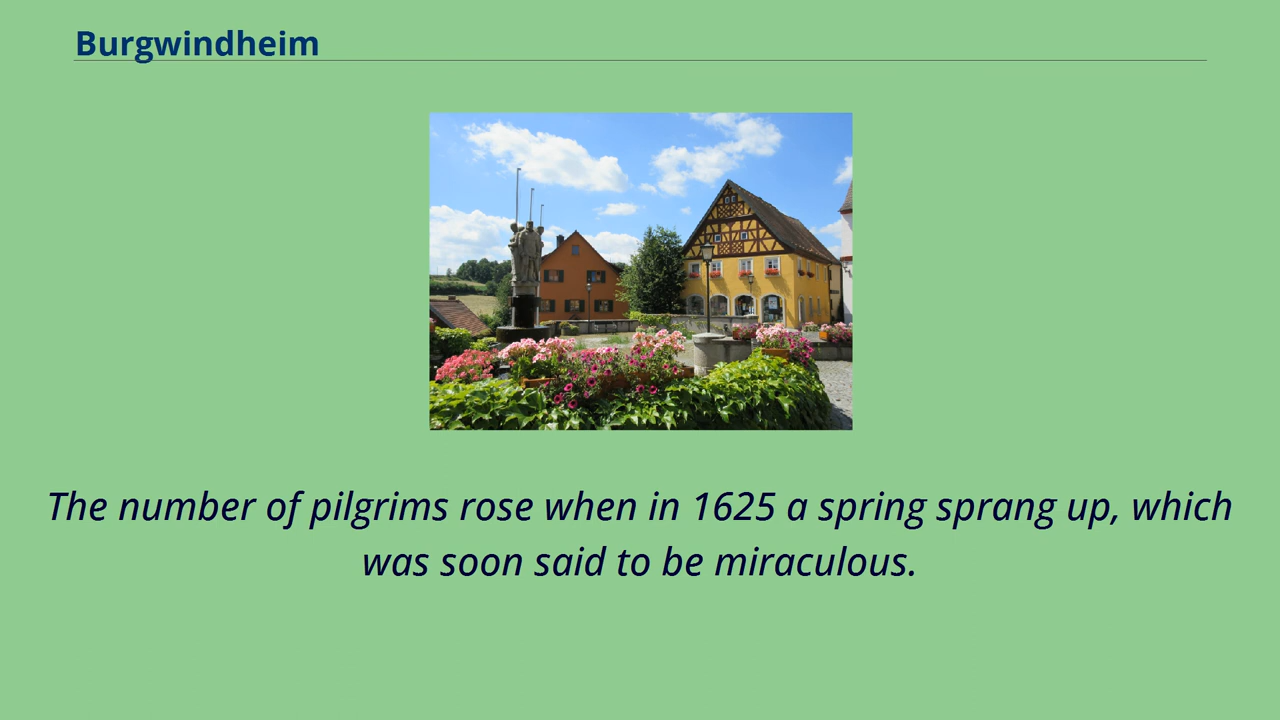 Burgwindheim
The number of pilgrims rose when in 1625 a spring sprang up, which
was soon said to be miraculous.